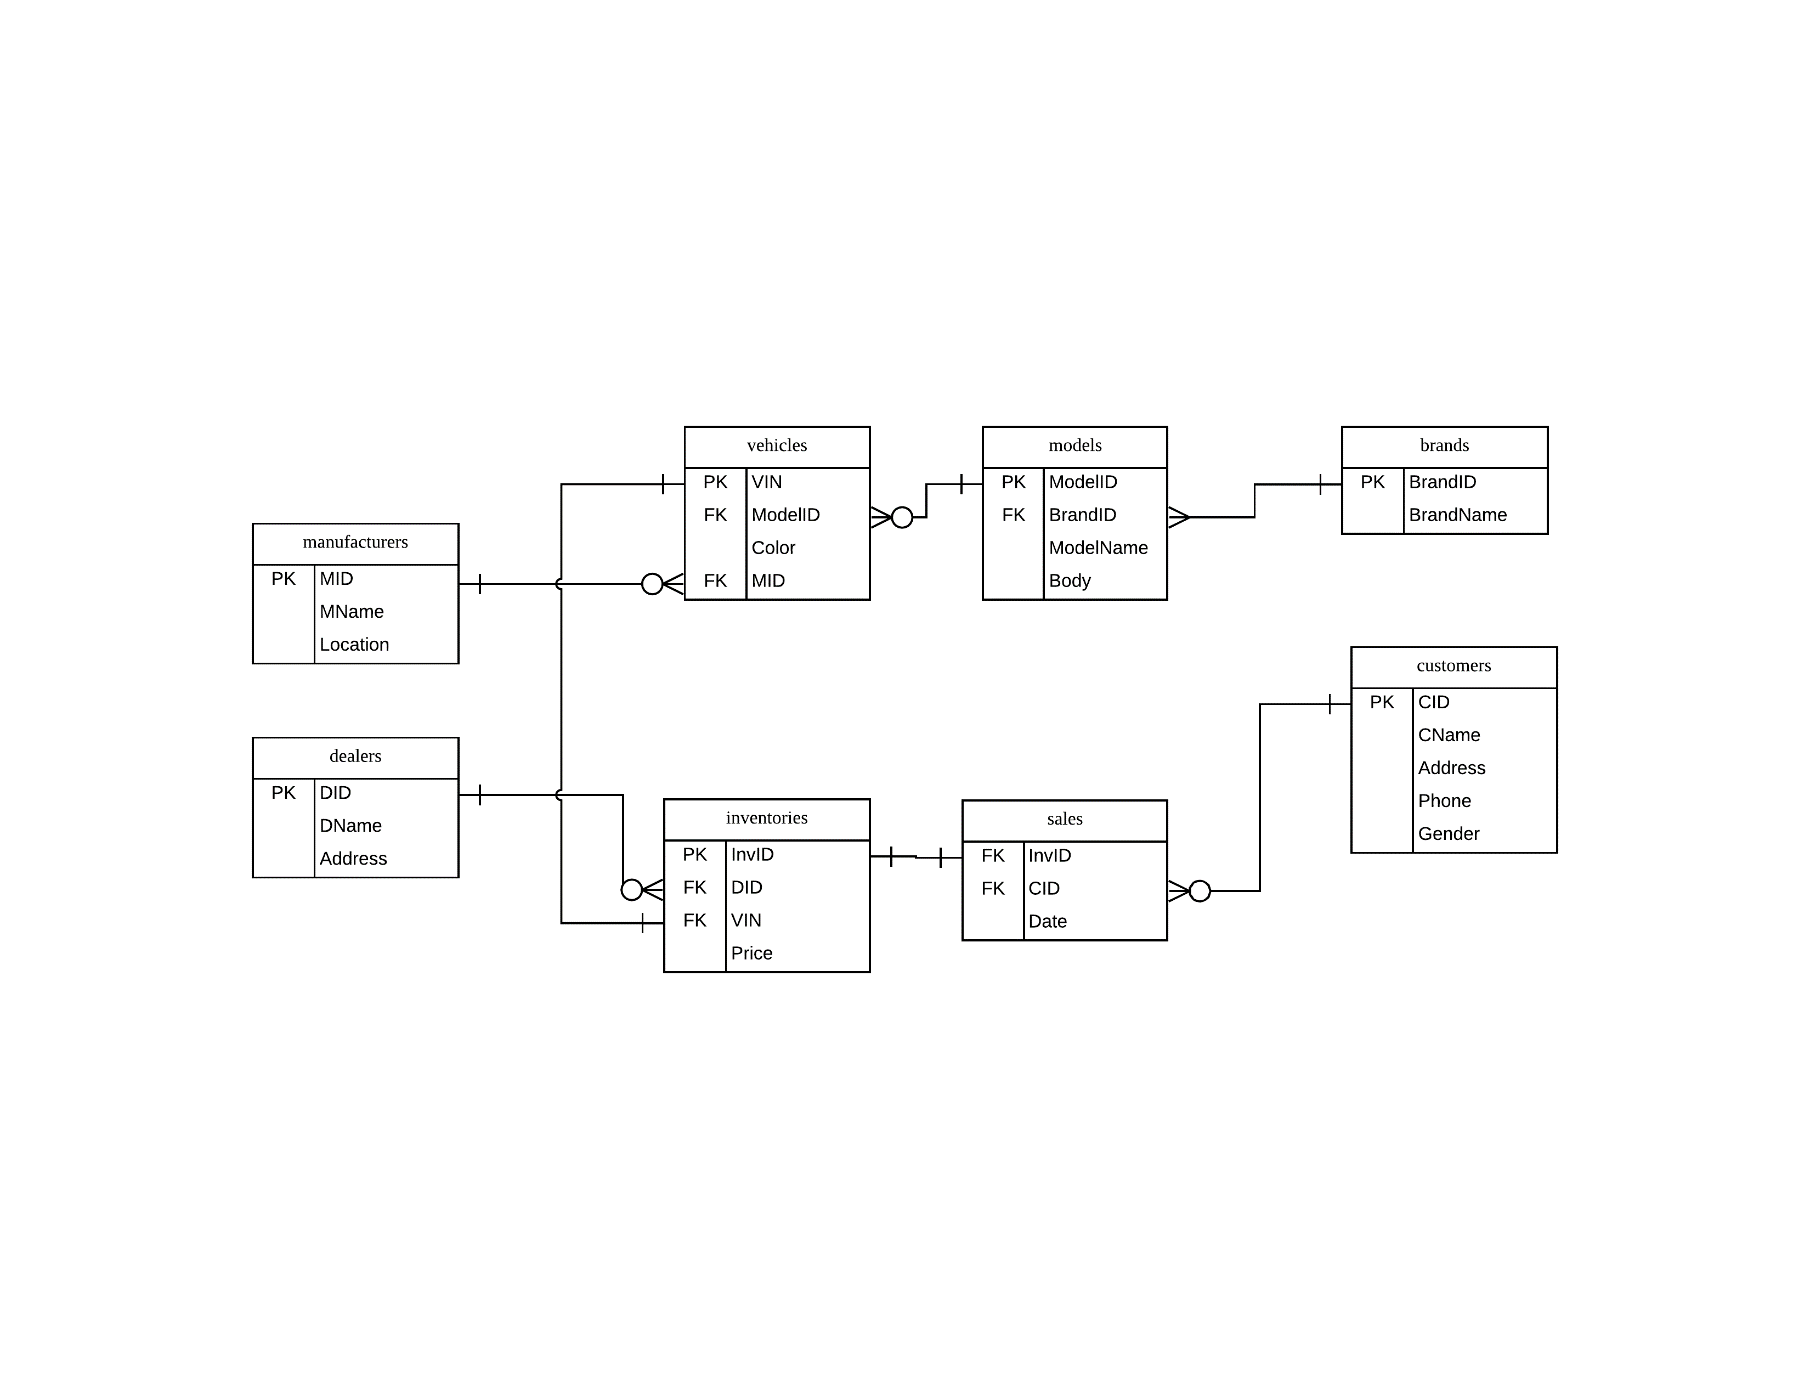 vehicles
PK VIN
FK ModelID
Color
FK MID
models
PK ModelID
FK BrandID
ModelName
Body
brands
PK BrandID
BrandName
manufacturers
PK MID
MName
Location
customers
PK CID
CName
Address
Phone
Gender
dealers
PK DID
DName
Address
inventories
PK InvID
FK DID
FK VIN
Price
sales
FK InvID
FK CID
Date